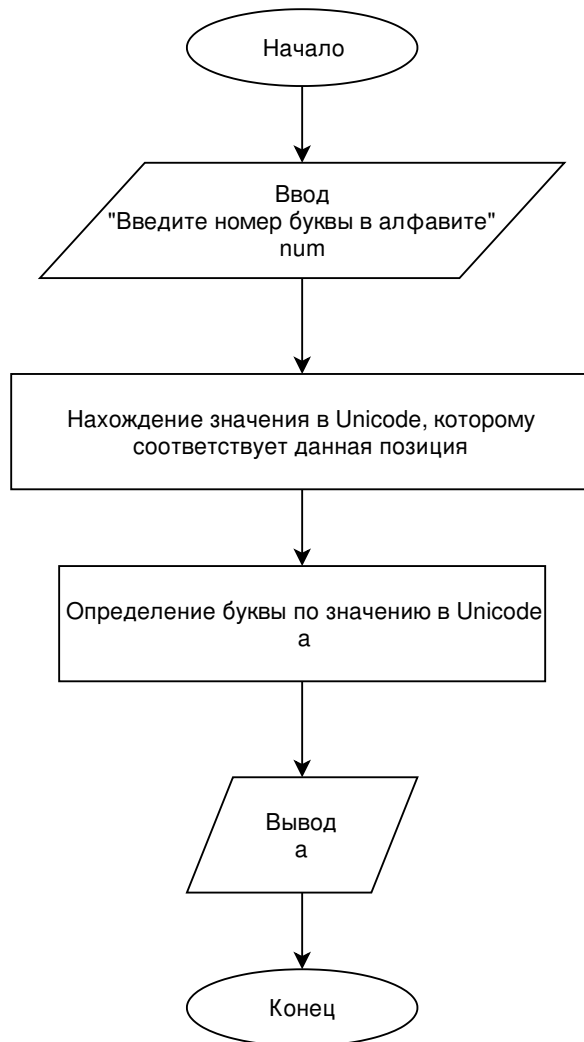 Начало
Ввод
"Введите номер буквы в алфавите"
num
Нахождение значения в Unicode, которому
соответствует данная позиция
Определение буквы по значению в Unicode
a
Вывод
a
Конец